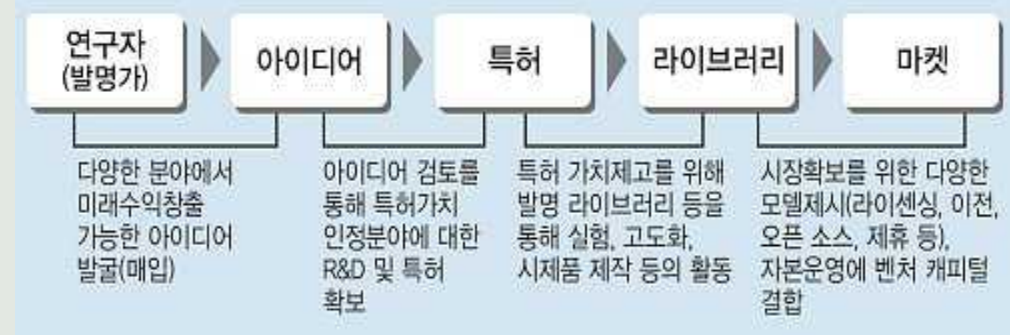 연구자
(발명가)
아이디어
특허
라이브러리
마켓
다양한 분야에서
미래수익창출
가능한 아이디어
발굴(매입)
아이디어 검토를
통해 특허가치
인정분야에 대한
R&D 및 특허
확보
특허 가치제고를 위해
발명 라이브러리 등을
통해 실험, 고도화,
시제품 제작 등의 활동
시장확보를 위한 다양한
모델제시(라이센싱, 이전,
오픈 소스, 제휴 등),
자본운영에 벤처 캐피털
결합